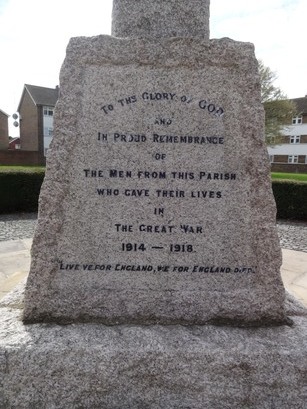 TO THE GLORY OF GOD
AND
IN PROUD REMEMBRANCE
OF
THE MEN FROM THIS PARISH
WHO GAVE THEIR LIVES
IN
THE GREAT WAR
1914 — 1918.
"LIVE YE FOR ENGLAND, WE FOR ENGLAND DIED."